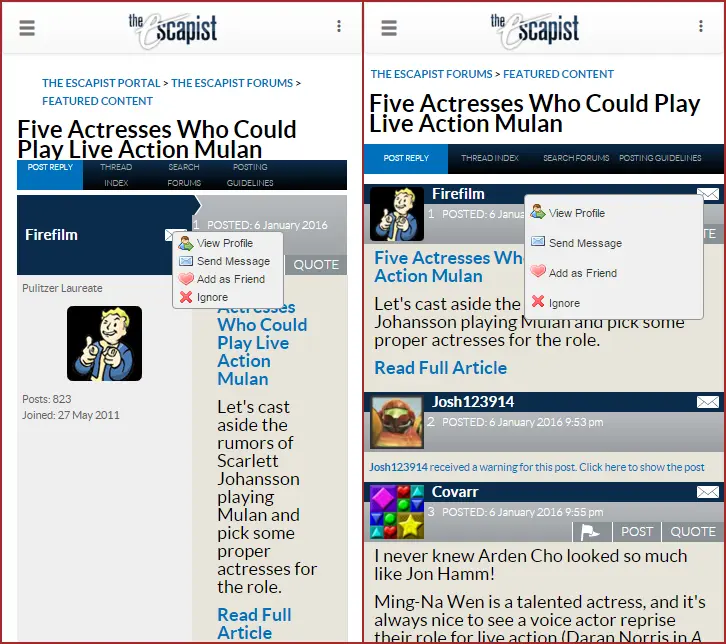 the escapist
THE ESCAPIST PORTAL > THE ESCAPIST FORUMS >
FEATURED CONTENT
Five Actresses Who Could
Play Live Action Mulan
POST REPLY THREAD INDEX SEARCH FORUMS POSTING GUIDELINES
Firefilm
1 POSTED: 6 January 2016
View Profile
Send Message
Add as Friend
Ignore
QUOTE
Pulitzer Laureate
Posts: 823
Joined: 27 May 2011
Actresses
Who Could
Play Live
Action
Mulan
Let's cast
aside the
rumors of
Scarlett
Johansson
playing
Mulan and
pick some
proper
actresses for
the role.
Read Full
Article
the escapist
THE ESCAPIST FORUMS > FEATURED CONTENT
Five Actresses Who Could Play
Live Action Mulan
POST REPLY THREAD INDEX SEARCH FORUMS POSTING GUIDELINES
Firefilm
1 POSTED: 6 Janua
View Profile
Send Message
Add as Friend
Ignore
TE
Five Actresses Wh
Action Mulan
Let's cast aside the
Johansson playing Mulan and pick some
proper actresses for the role.
Read Full Article
Josh123914
2 POSTED: 6 January 2016 9:53 pm
Josh123914 received a warning for this post. Click here to show the post
Covarr
3 POSTED: 6 January 2016 9:55 pm
POST QUOTE
I never knew Arden Cho looked so much
like Jon Hamm!
Ming-Na Wen is a talented actress, and it's
always nice to see a voice actor reprise
their role for live action (Daran Norris in A